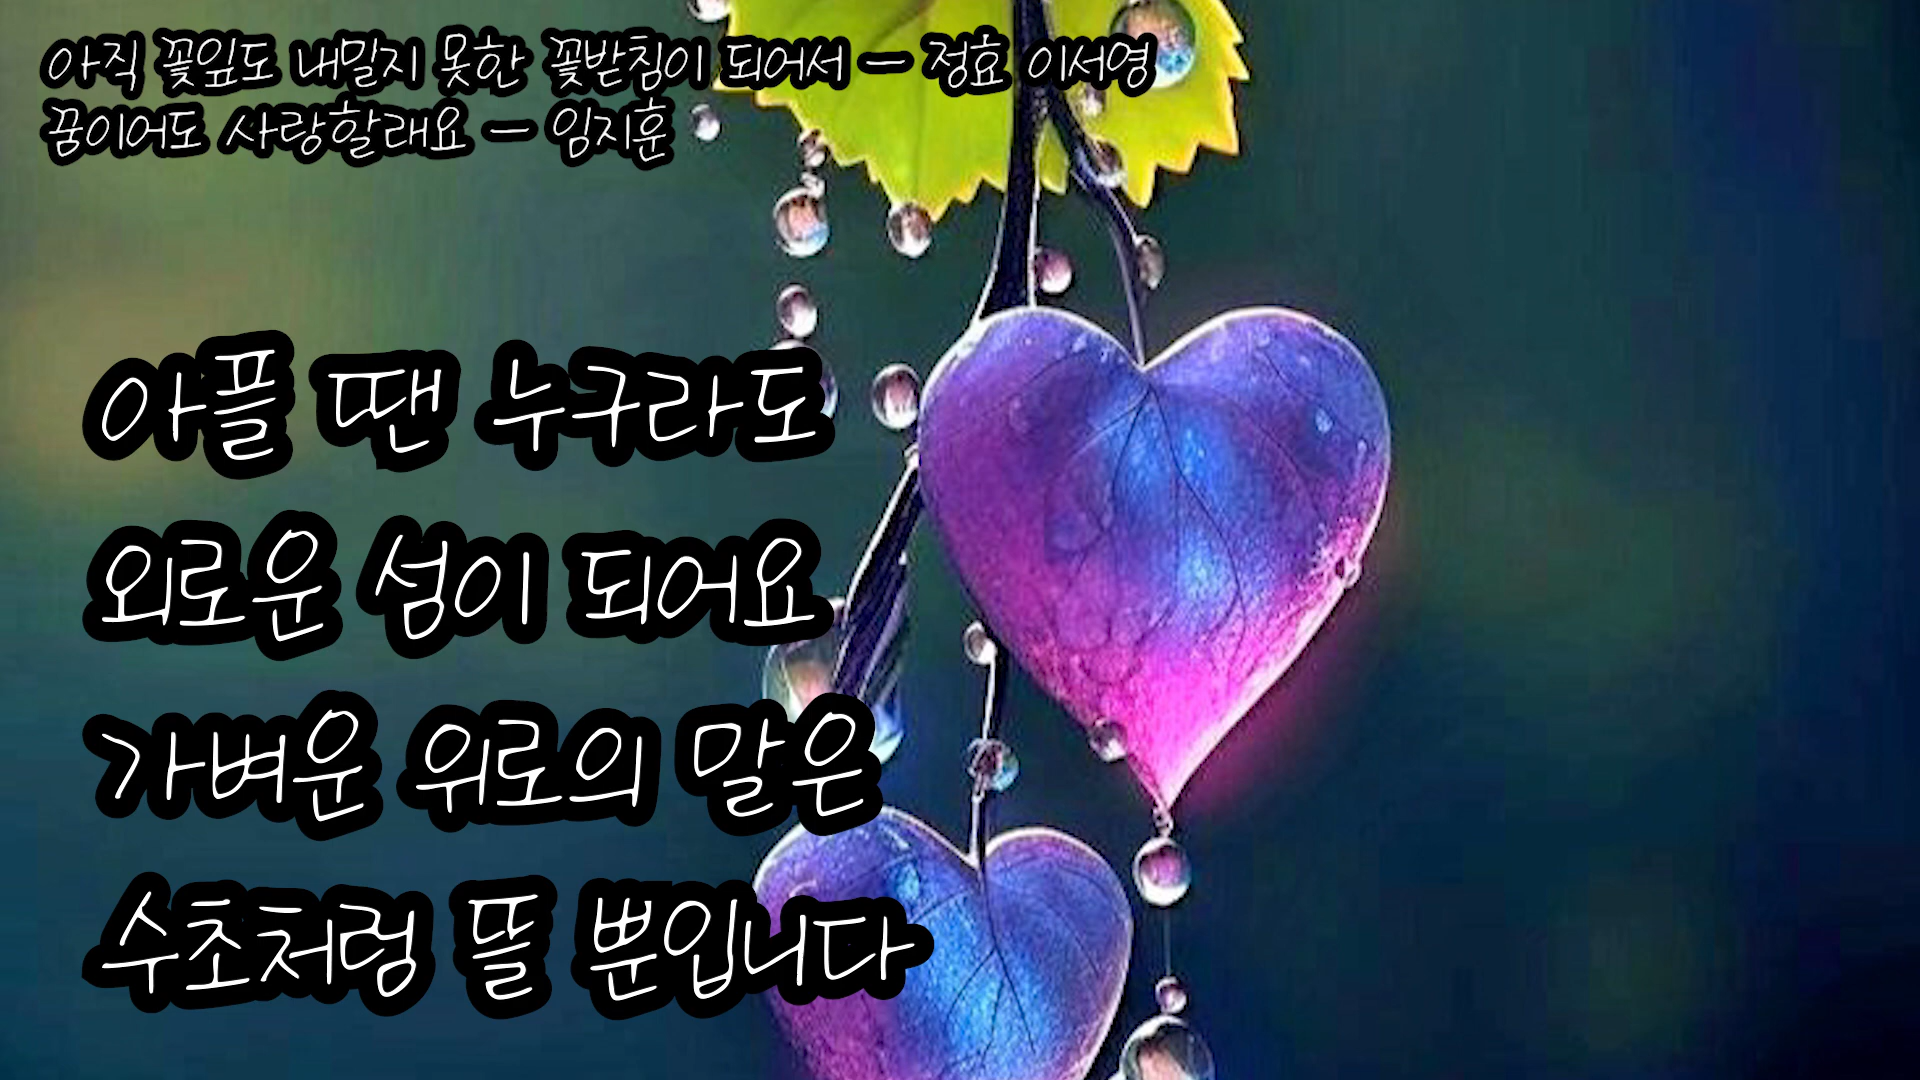 아직 꽃잎도 내밀지 못한 꽃받침이 되어서 - 정효 이서영
꿈이어도 사랑할래요 - 임지훈
아플 땐 누구라도
외로운 섬이 되어요
가벼운 위로의 말은
수초처럼 뜰 뿐입니다